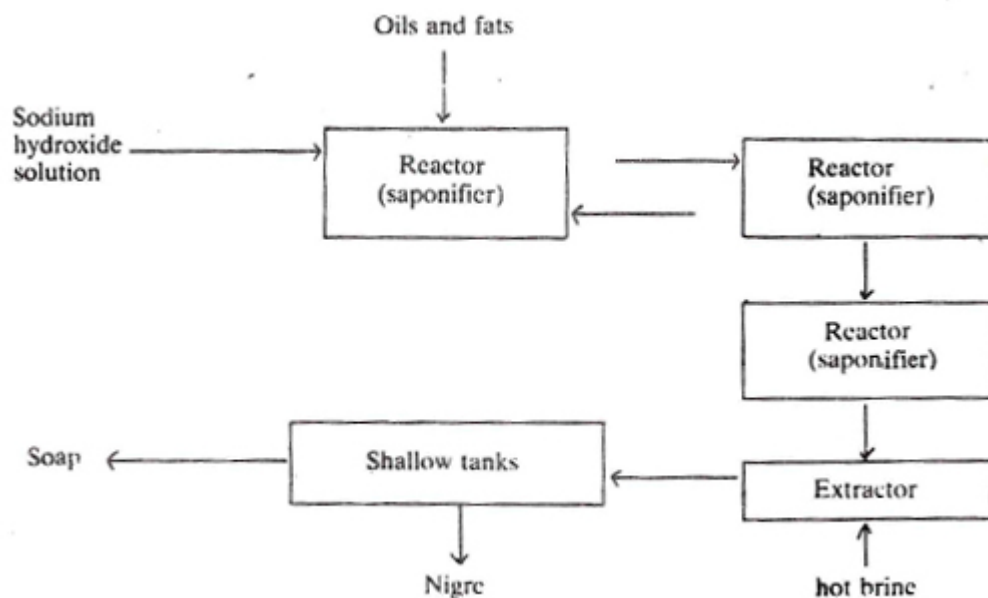 Oils and fats
Sodium
hydroxide
solution
Reactor
(saponifier)
Reactor
(saponifier)
Reactor
(saponifier)
Soap
Shallow tanks
Extractor
Nigre
hot brine